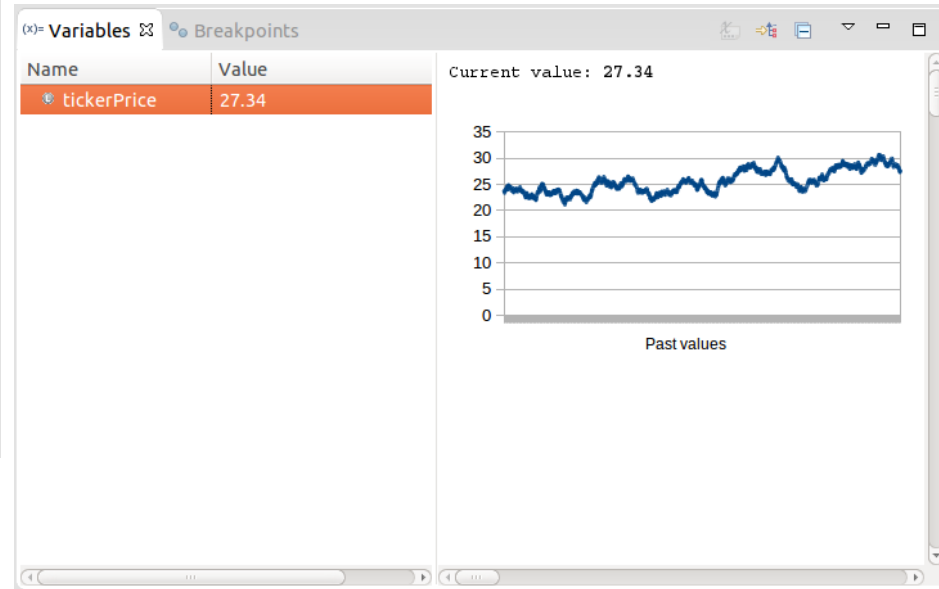 (x)= Variables Breakpoints
Name Value
tickerPrice 27.34
Current value: 27.34
35
30
25
20
15
10
5
0
Past values